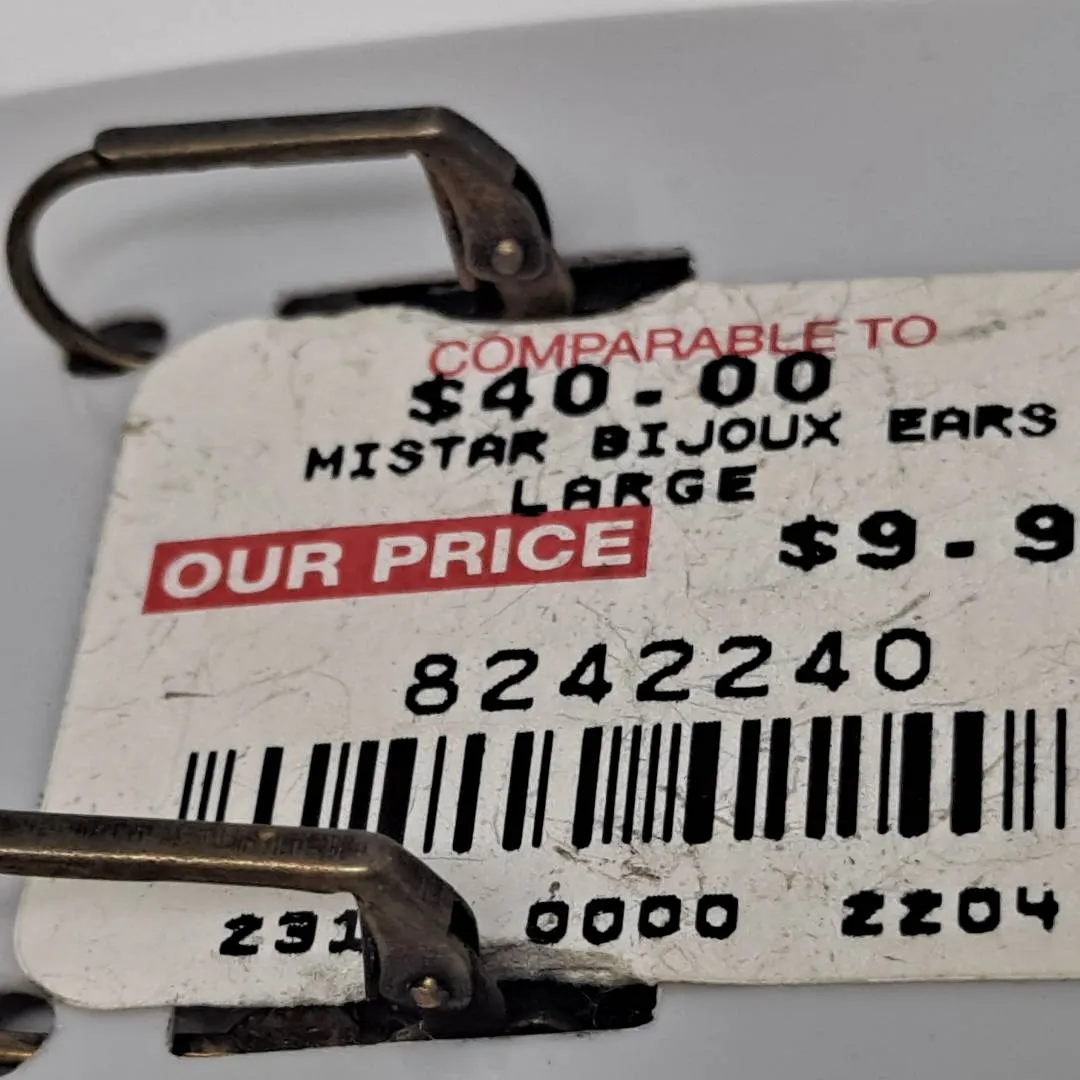 COMPARABLE TO
$40.00
MISTAR BIJOUX EARS
LARGE
OUR PRICE $9.9
8242240
231 0000 2204